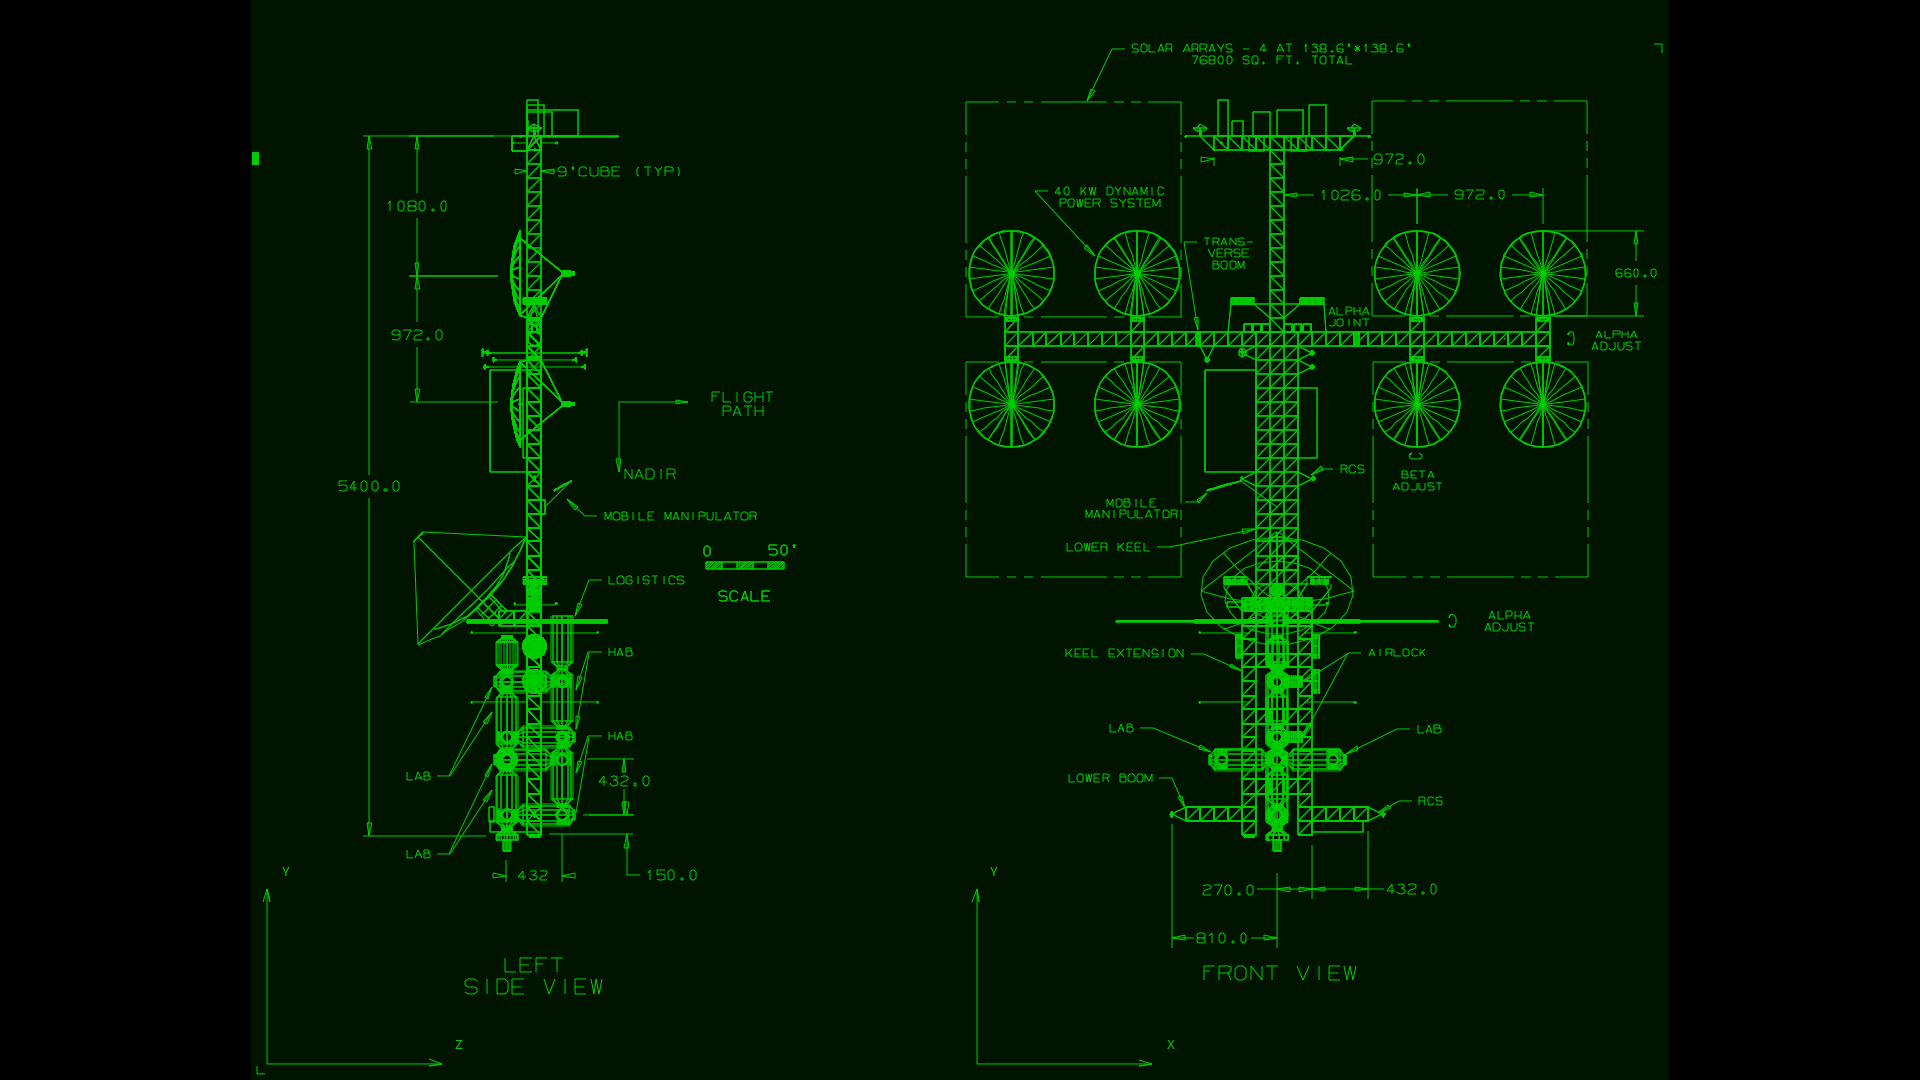 SOLAR ARRAYS - 4 AT 138.6'*138.6'
76800 SQ. FT. TOTAL
9'CUBE (TYP)
1080.0
972.0
5400.0
FLIGHT
PATH
NADIR
MOBILE MANIPULATOR
0 50'
SCALE
LOGISTICS
HAB
HAB
432.0
LAB
LAB
432
150.0
Y
Z
LEFT
SIDE VIEW
972.0
1026.0
972.0
40 KW DYNAMIC
POWER SYSTEM
TRANS-
VERSE
BOOM
660.0
ALPHA
JOINT
ALPHA
ADJUST
RCS
BETA
ADJUST
MOBILE
MANIPULATOR
LOWER KEEL
ALPHA
ADJUST
KEEL EXTENSION
AIRLOCK
LAB
LAB
LOWER BOOM
RCS
270.0
432.0
810.0
Y
X
FRONT VIEW